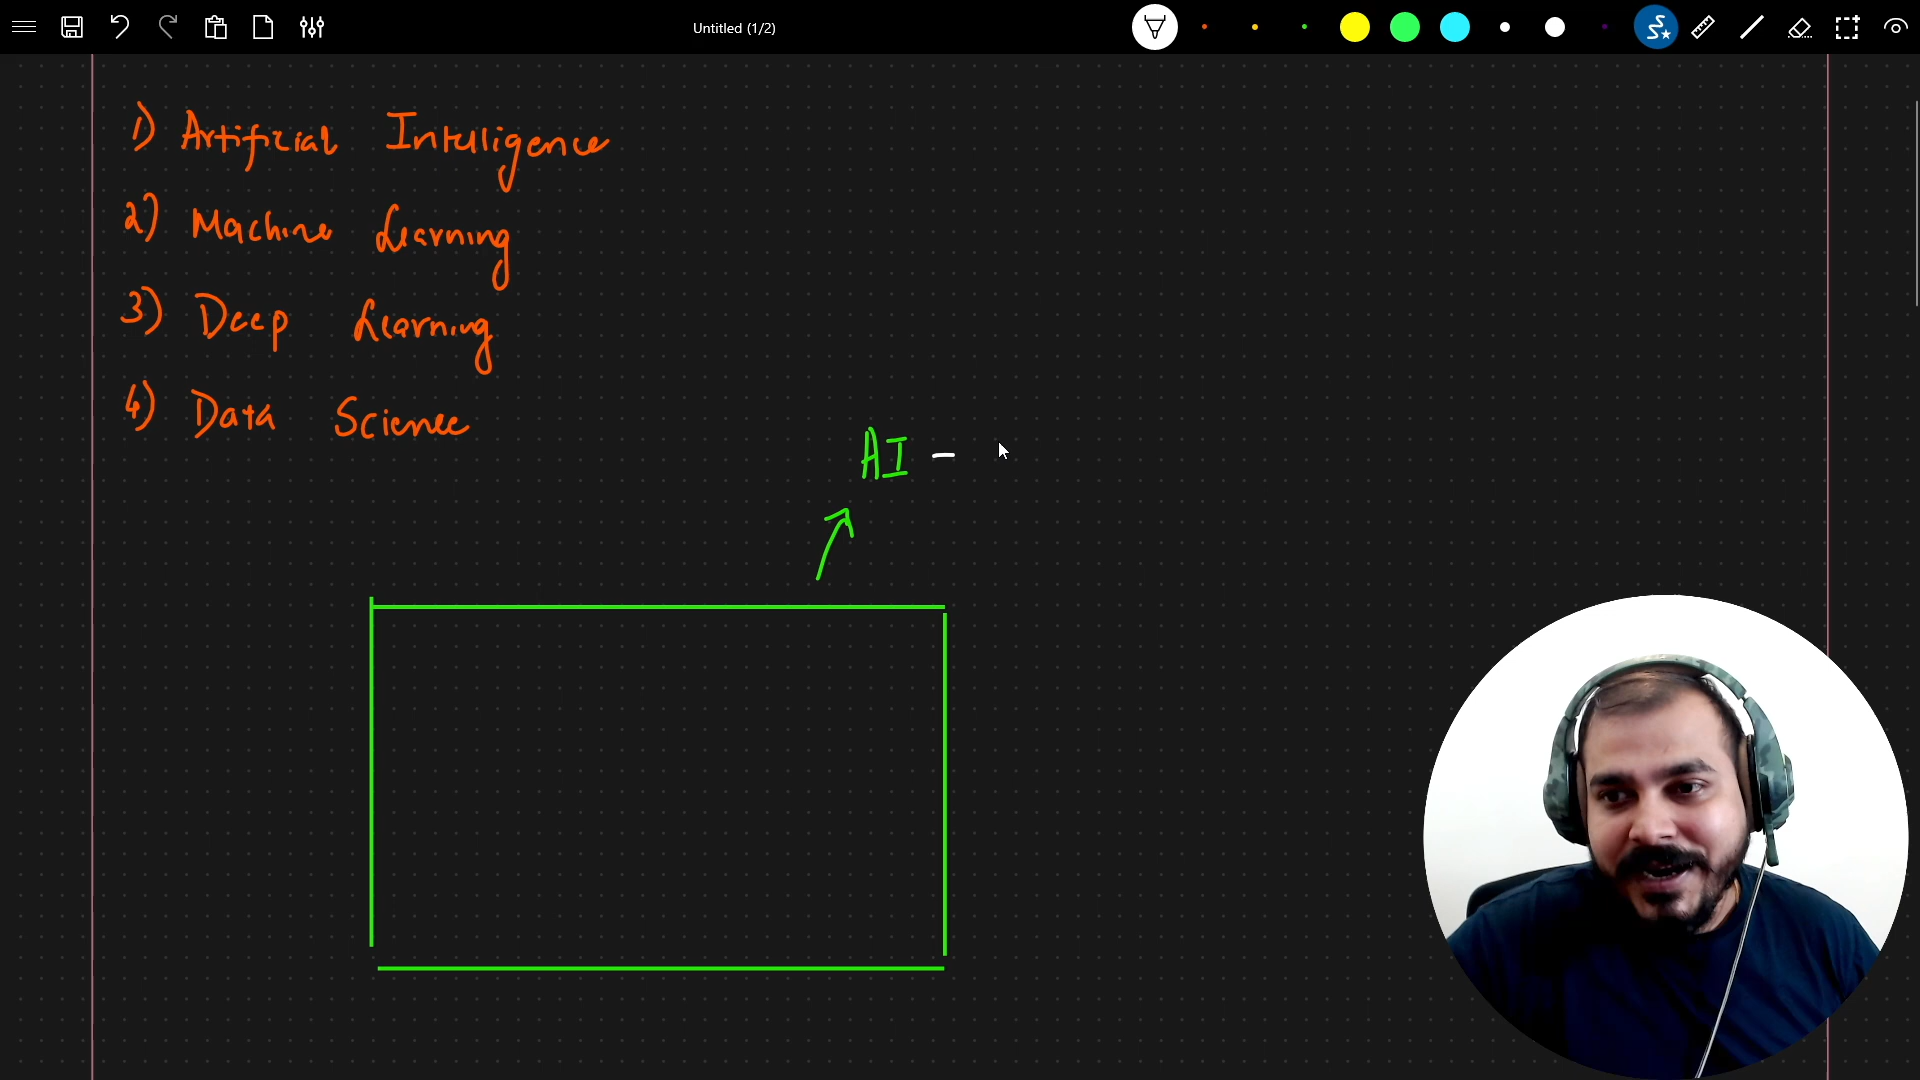 Untitled (1/2)
1) Artificial Intelligence
2) Machine Learning
3) Deep Learning
4) Data Science
AI -